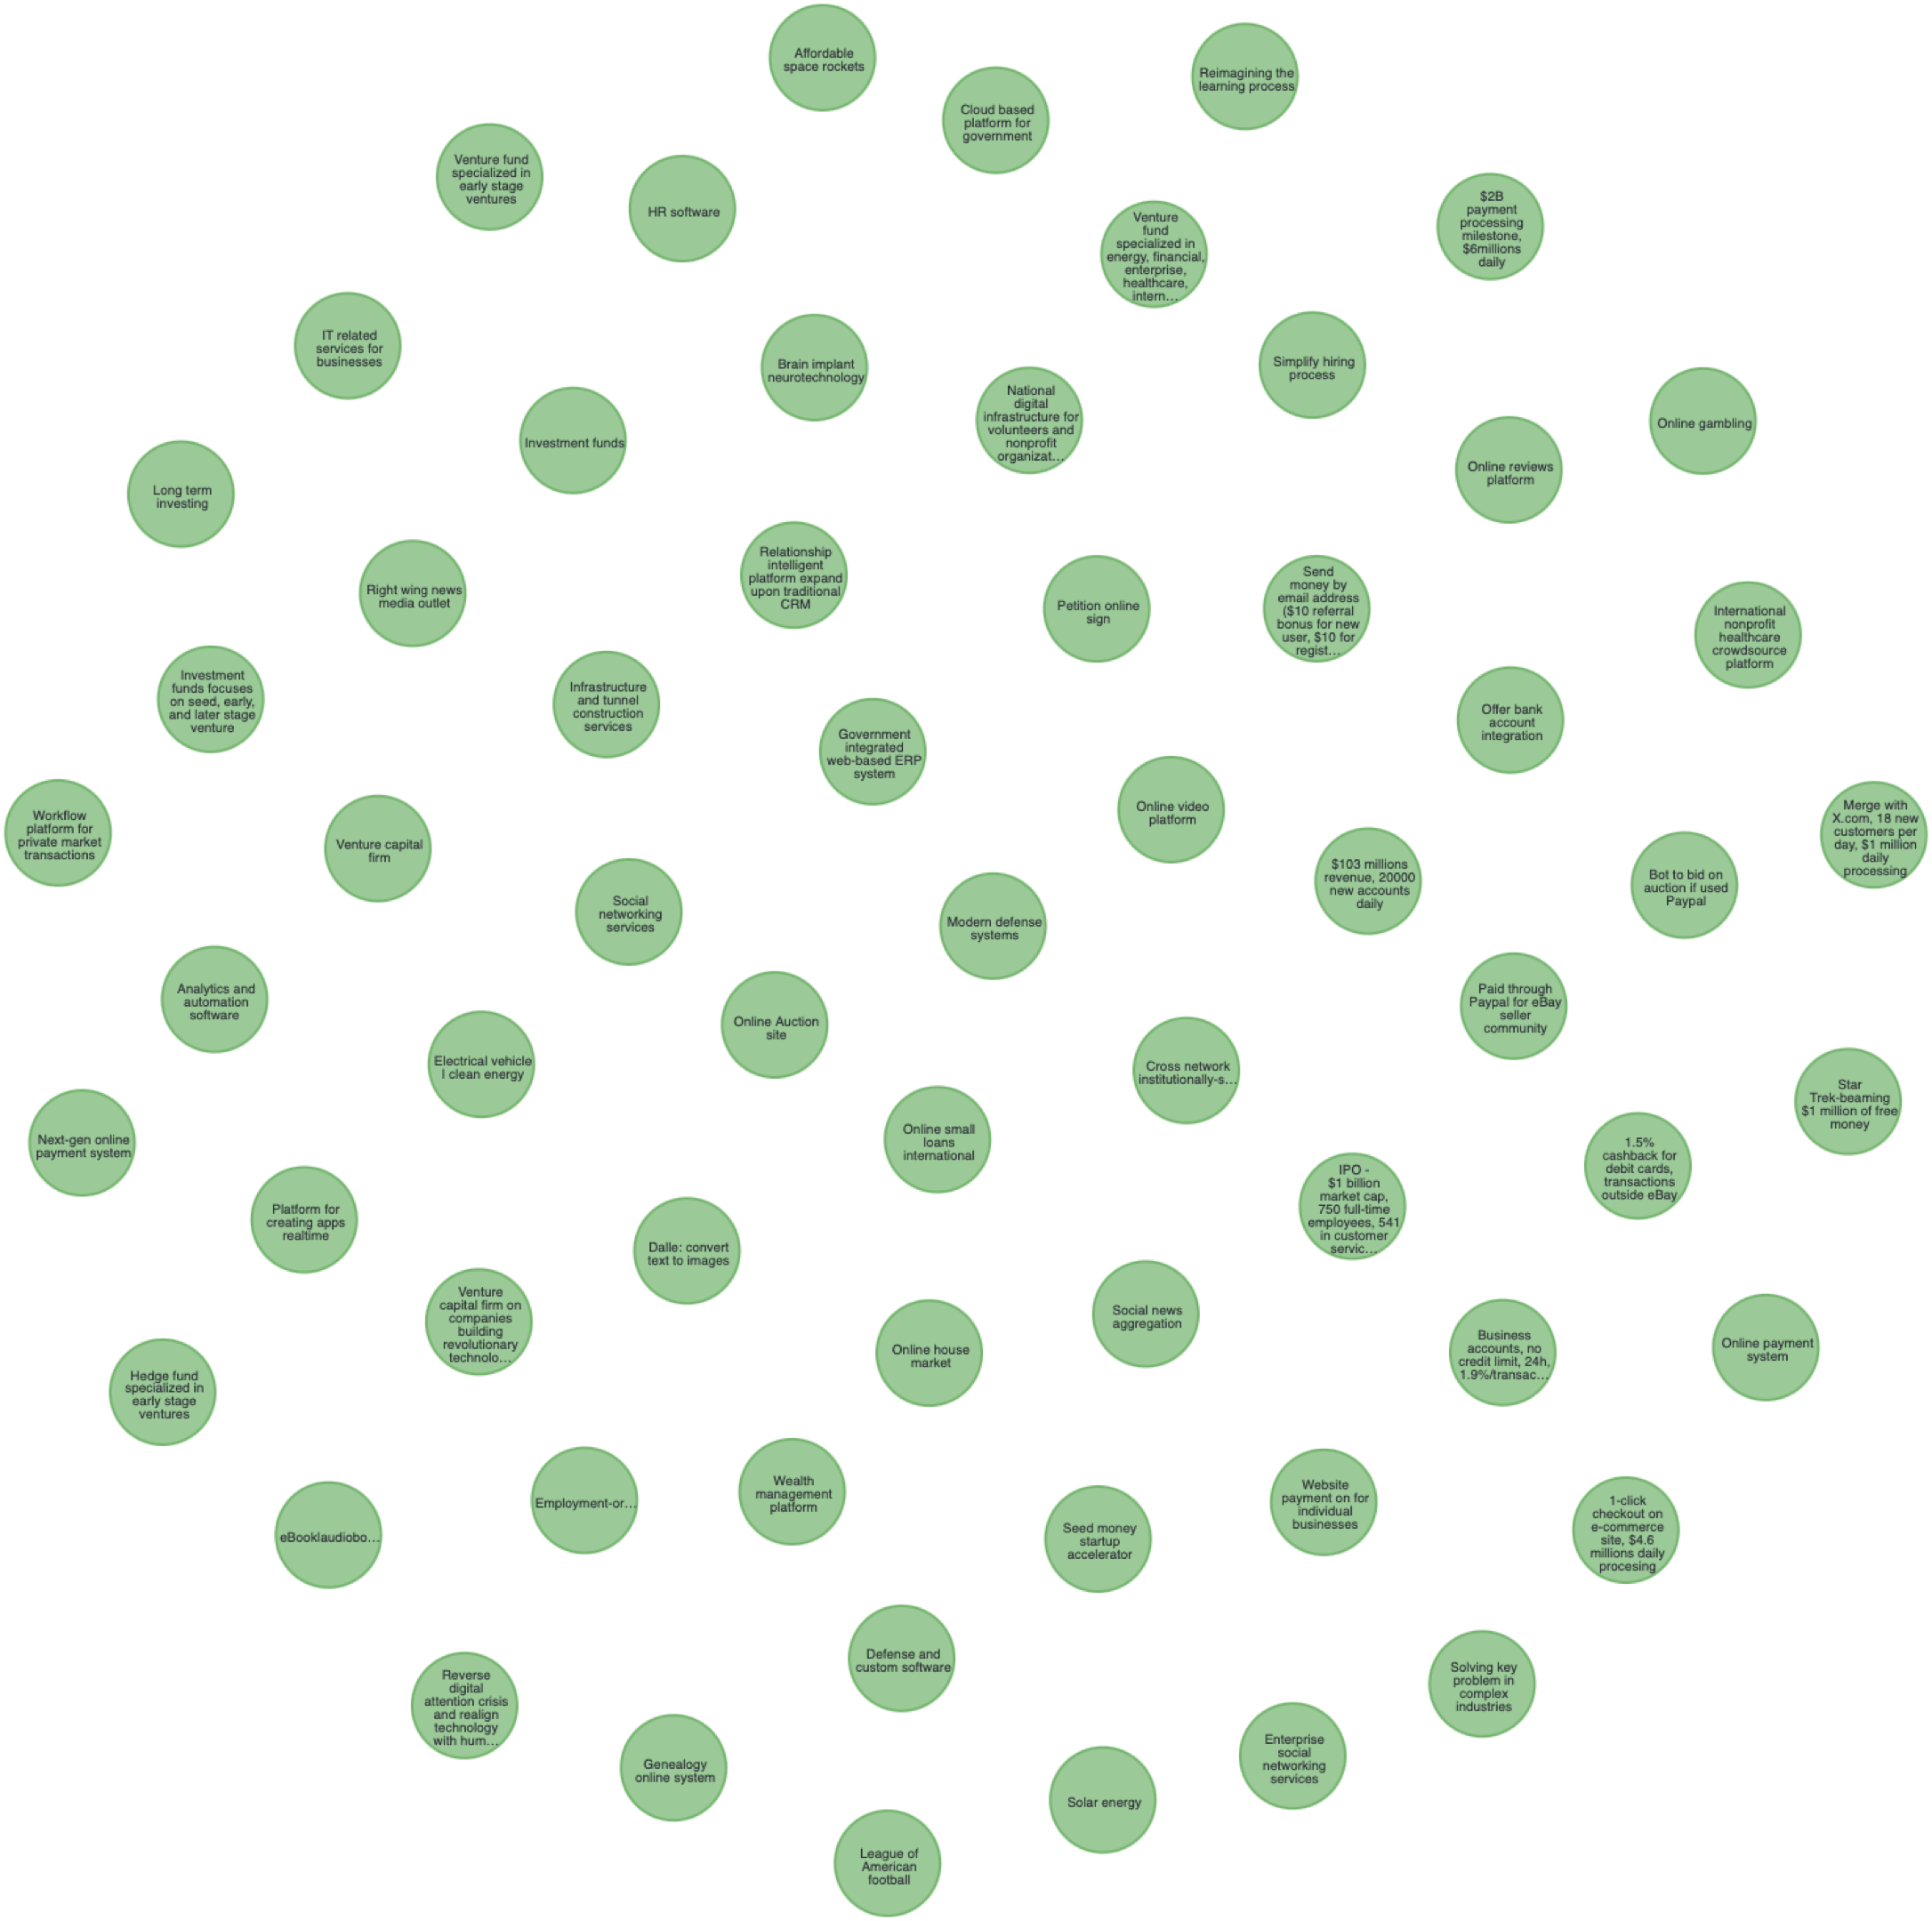 Affordable
space rockets
Reimagining the
learning process
Cloud based
platform for
government
Venture fund
specialized in
early stage
ventures
HR software
$2B
payment
processing
milestone,
$6millions
daily
Venture
fund
specialized in
energy, financial,
enterprise,
healthcare,
intern...
IT related
services for
businesses
Brain implant
neurotechnology
Simplify hiring
process
National
digital
infrastructure for
volunteers and
nonprofit
organizat...
Online gambling
Investment funds
Online reviews
platform
Long term
investing
Right wing news
media outlet
Relationship
intelligent
platform expand
upon traditional
CRM
Petition online
sign
Send
money by
email address
($10 referral
bonus for new
user, $10 for
regist...
International
nonprofit
healthcare
crowdsource
platform
Investment
funds focuses
on seed, early,
and later stage
venture
Infrastructure
and tunnel
construction
services
Offer bank
account
integration
Government
integrated
web-based ERP
system
Online video
platform
Workflow
platform for
private market
transactions
Venture capital
firm
Merge with
X.com, 18 new
customers per
day, $1 million
daily
processing
$103 millions
revenue, 20000
new accounts
daily
Bot to bid on
auction if used
Paypal
Social
networking
services
Modern defense
systems
Analytics and
automation
software
Paid through
Paypal for eBay
seller
community
Online Auction
site
Electrical vehicle
| clean energy
Cross network
institutionally-s...
Star
Trek-beaming
$1 million of free
money
Next-gen online
payment system
Online small
loans
international
1.5%
cashback for
debit cards,
transactions
outside eBay
Platform for
creating apps
realtime
IPO -
$1 billion
market cap,
750 full-time
employees, 541
in customer
servic...
Dalle: convert
text to images
Venture
capital firm on
companies
building
revolutionary
technolo...
Social news
aggregation
Online house
market
Business
accounts, no
credit limit, 24h,
1.9%/transac...
Online payment
system
Hedge fund
specialized in
early stage
ventures
Employment-or...
Wealth
management
platform
Website
payment on for
individual
businesses
eBook|audiobo...
Seed money
startup
accelerator
1-click
checkout on
e-commerce
site, $4.6
millions daily
procesing
Defense and
custom software
Solving key
problem in
complex
industries
Reverse
digital
attention crisis
and realign
technology
with hum...
Genealogy
online system
Enterprise
social
networking
services
Solar energy
League of
American
football